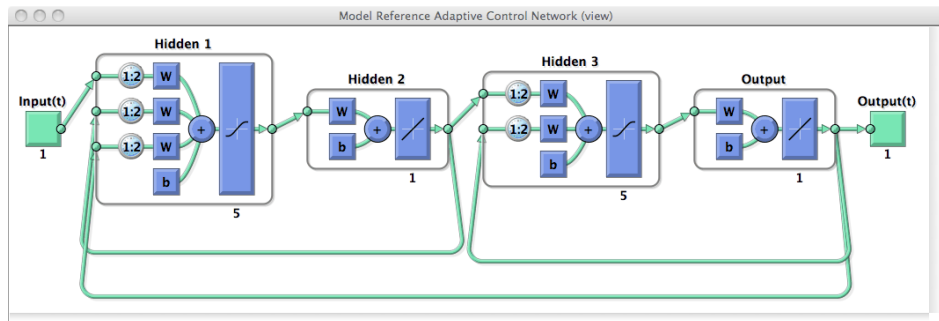 Model Reference Adaptive Control Network (view)
Hidden 1
Hidden 2
Hidden 3
Output
Input(t)
Output(t)
1:2
W
1:2
W
1:2
W
b
+
5
W
b
+
1
1:2
W
1:2
W
b
+
5
W
b
+
1
1
1